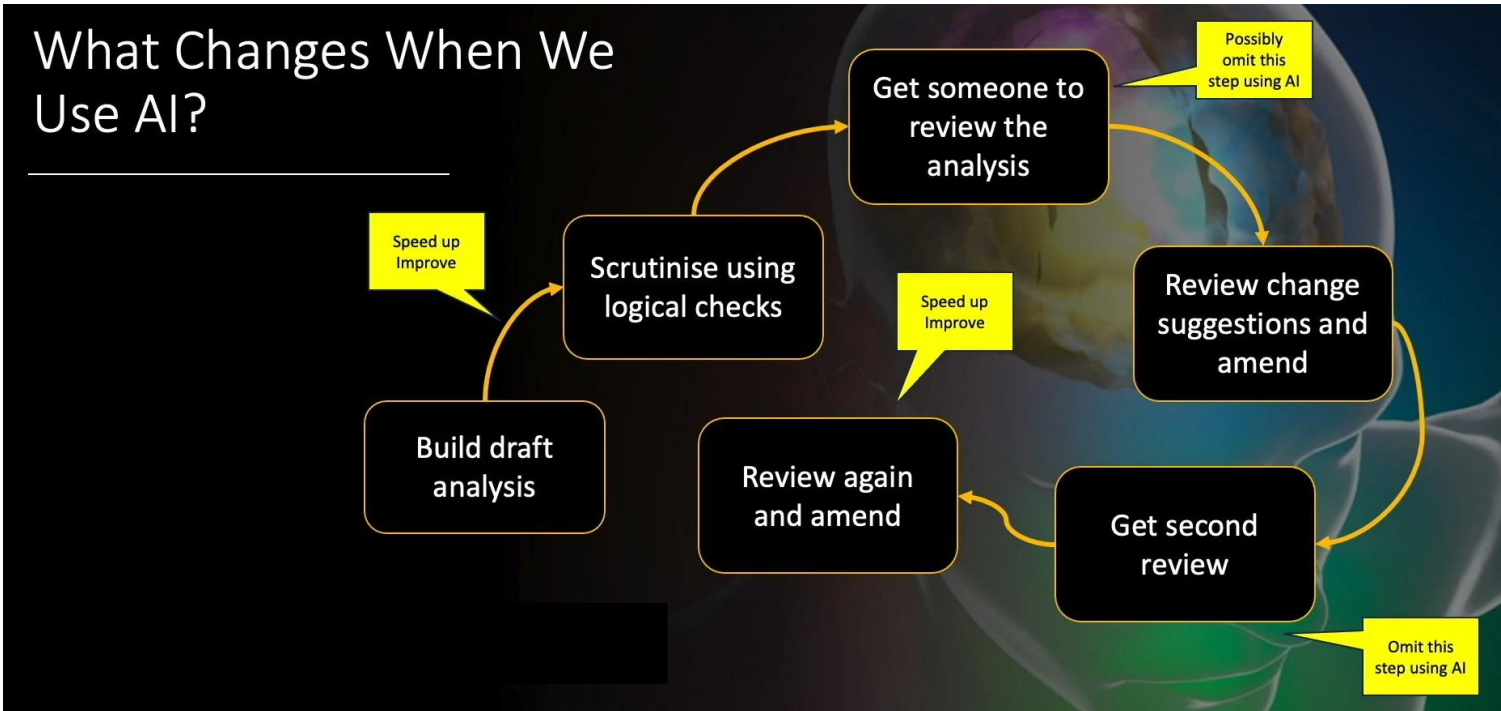 What Changes When We
Use AI?
Possibly
omit this
step using AI
Get someone to
review the
analysis
Speed up
Improve
Scrutinise using
logical checks
Review change
suggestions and
amend
Speed up
Improve
Build draft
analysis
Review again
and amend
Get second
review
Omit this
step using AI